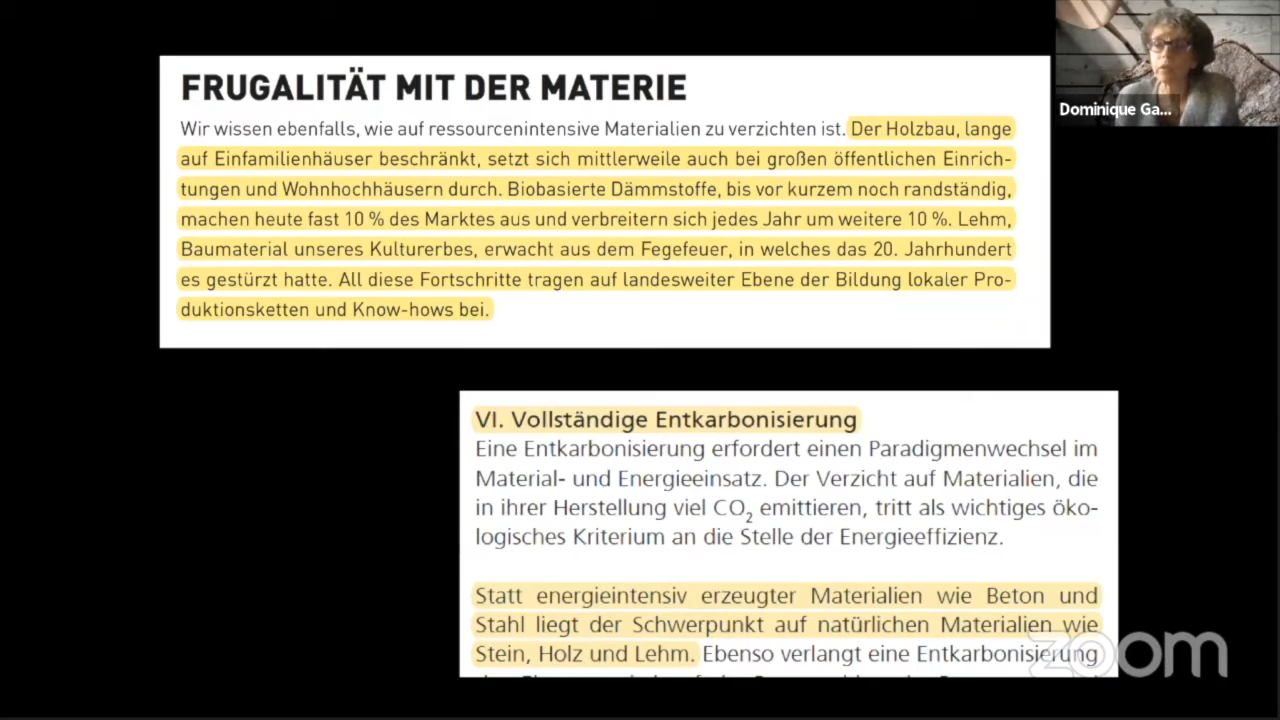 FRUGALITÄT MIT DER MATERIE
Wir wissen ebenfalls, wie auf ressourcenintensive Materialien zu verzichten ist. Der Holzbau, lange
auf Einfamilienhäuser beschränkt, setzt sich mittlerweile auch bei großen öffentlichen Einrich-
tungen und Wohnhochhäusern durch. Biobasierte Dämmstoffe, bis vor kurzem noch randständig,
machen heute fast 10 % des Marktes aus und verbreitern sich jedes Jahr um weitere 10 %. Lehm,
Baumaterial unseres Kulturerbes, erwacht aus dem Fegefeuer, in welches das 20. Jahrhundert
es gestürzt hatte. All diese Fortschritte tragen auf landesweiter Ebene der Bildung lokaler Pro-
duktionsketten und Know-hows bei.
Dominique Ga...
VI. Vollständige Entkarbonisierung
Eine Entkarbonisierung erfordert einen Paradigmenwechsel im
Material- und Energieeinsatz. Der Verzicht auf Materialien, die
in ihrer Herstellung viel CO₂ emittieren, tritt als wichtiges öko-
logisches Kriterium an die Stelle der Energieeffizienz.
Statt energieintensiv erzeugter Materialien wie Beton und
Stahl liegt der Schwerpunkt auf natürlichen Materialien wie
Stein, Holz und Lehm. Ebenso verlangt eine Entkarbonisierung
zoom